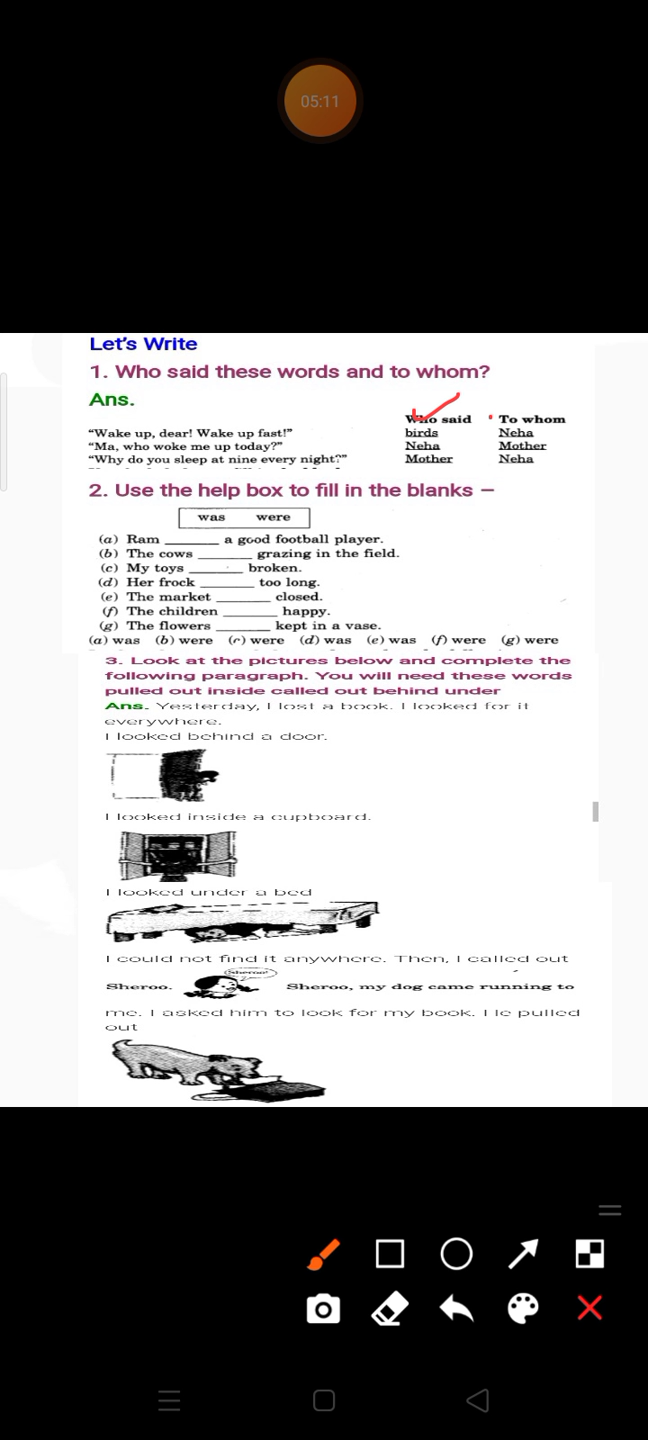 05:11
Let's Write
1. Who said these words and to whom?
Ans.
Who said To whom
“Wake up, dear! Wake up fast!” birds Neha
“Ma, who woke me up today?” Neha Mother
“Why do you sleep at nine every night?” Mother Neha
2. Use the help box to fill in the blanks –
was were
(a) Ram ______ a good football player.
(b) The cows ______ grazing in the field.
(c) My toys ______ broken.
(d) Her frock ______ too long.
(e) The market ______ closed.
(f) The children ______ happy.
(g) The flowers ______ kept in a vase.
(a) was (b) were (c) were (d) was (e) was (f) were (g) were
3. Look at the pictures below and complete the
following paragraph. You will need these words
pulled out inside called out behind under
Ans. Yesterday, I lost a book. I looked for it
everywhere.
I looked behind a door.
I looked inside a cupboard.
I looked under a bed
I could not find it anywhere. Then, I called out
Sheroo!
Sheroo. Sheroo, my dog came running to
me. I asked him to look for my book. He pulled
out